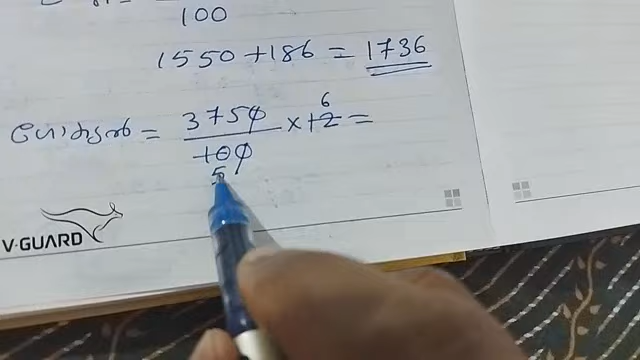 100
1550 + 186 = 1736
ഗോകുൽ = 3750/100 × 12 =
6
5
V-GUARD